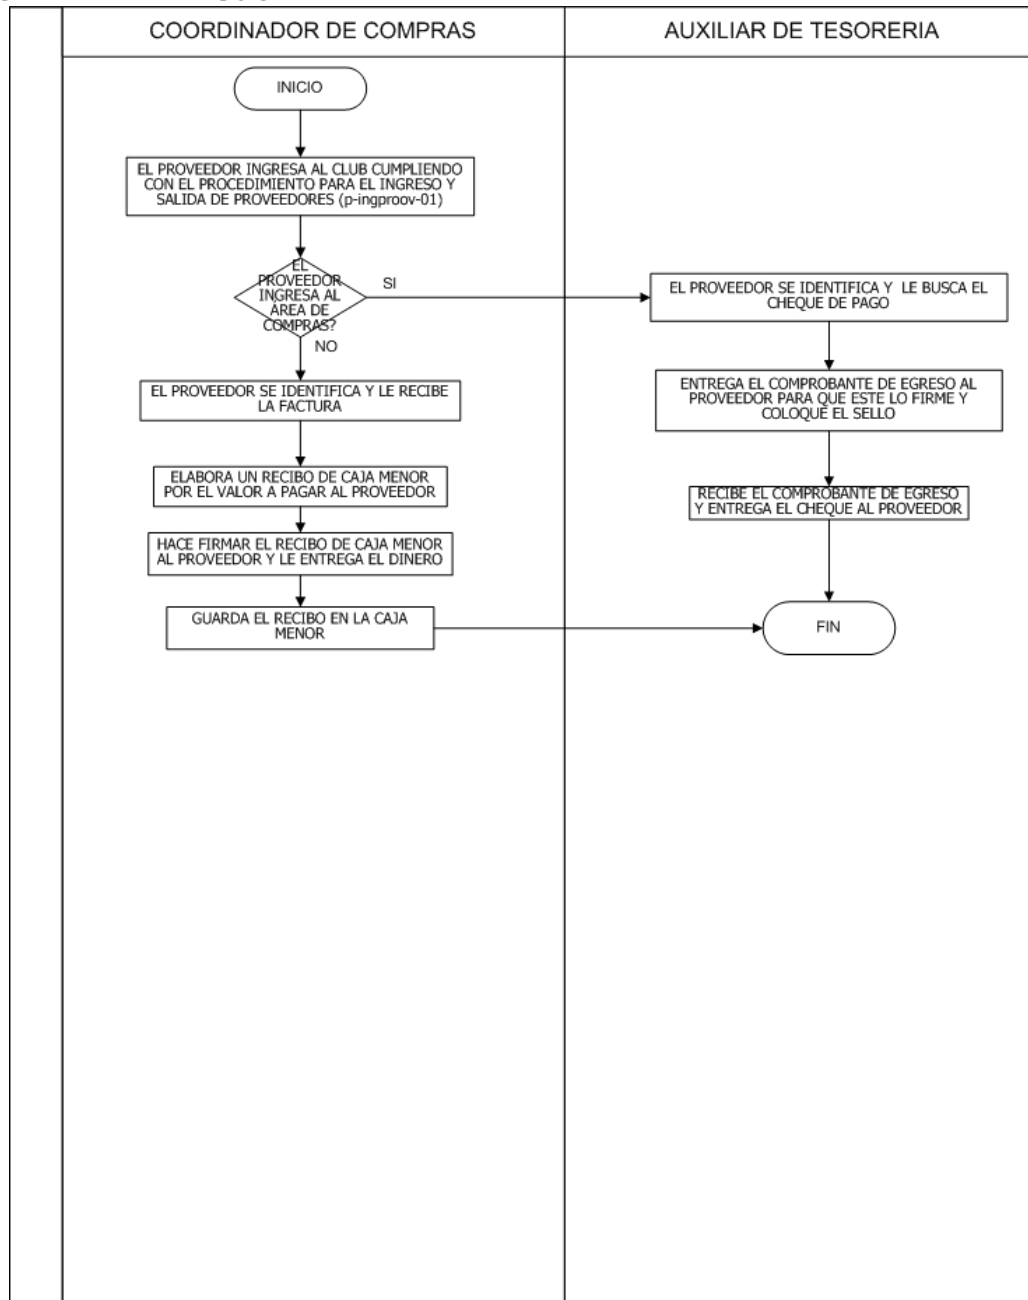 COORDINADOR DE COMPRAS
AUXILIAR DE TESORERIA
INICIO
EL PROVEEDOR INGRESA AL CLUB CUMPLIENDO
CON EL PROCEDIMIENTO PARA EL INGRESO Y
SALIDA DE PROVEEDORES (p-ingproov-01)
EL
PROVEEDOR
INGRESA AL
ÁREA DE
COMPRAS?
SI
NO
EL PROVEEDOR SE IDENTIFICA Y LE RECIBE
LA FACTURA
ELABORA UN RECIBO DE CAJA MENOR
POR EL VALOR A PAGAR AL PROVEEDOR
HACE FIRMAR EL RECIBO DE CAJA MENOR
AL PROVEEDOR Y LE ENTREGA EL DINERO
GUARDA EL RECIBO EN LA CAJA
MENOR
EL PROVEEDOR SE IDENTIFICA Y LE BUSCA EL
CHEQUE DE PAGO
ENTREGA EL COMPROBANTE DE EGRESO AL
PROVEEDOR PARA QUE ESTE LO FIRME Y
COLOQUE EL SELLO
RECIBE EL COMPROBANTE DE EGRESO
Y ENTREGA EL CHEQUE AL PROVEEDOR
FIN